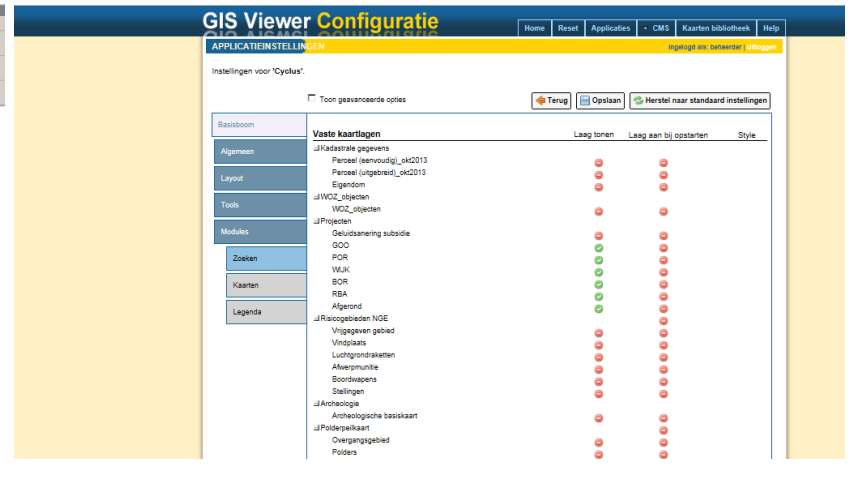 GIS Viewer Configuratie
Home Reset Applicaties • CMS Kaarten bibliotheek Help
APPLICATIEINSTELLINGEN
Ingelogd als: beheerder | Uitloggen
Instellingen voor 'Cyclus'.
Toon geavanceerde opties
Terug Opslaan Herstel naar standaard instellingen
Basisboom
Algemeen
Layout
Tools
Modules
Zoeken
Kaarten
Legenda
Vaste kaartlagen Laag tonen Laag aan bij opstarten Style
Kadastrale gegevens
Perceel (eenvoudig)_okt2013
Perceel (uitgebreid)_okt2013
Eigendom
WOZ_objecten
WOZ_objecten
Projecten
Geluidsanering subsidie
GOO
POR
WIJK
BOR
RBA
Afgerond
Risicogebieden NGE
Vrijgegeven gebied
Vindplaats
Luchtgrondraketten
Afwerpmunitie
Boordwapens
Stellingen
Archeologie
Archeologische basiskaart
Polderpeilkaart
Overgangsgebied
Polders